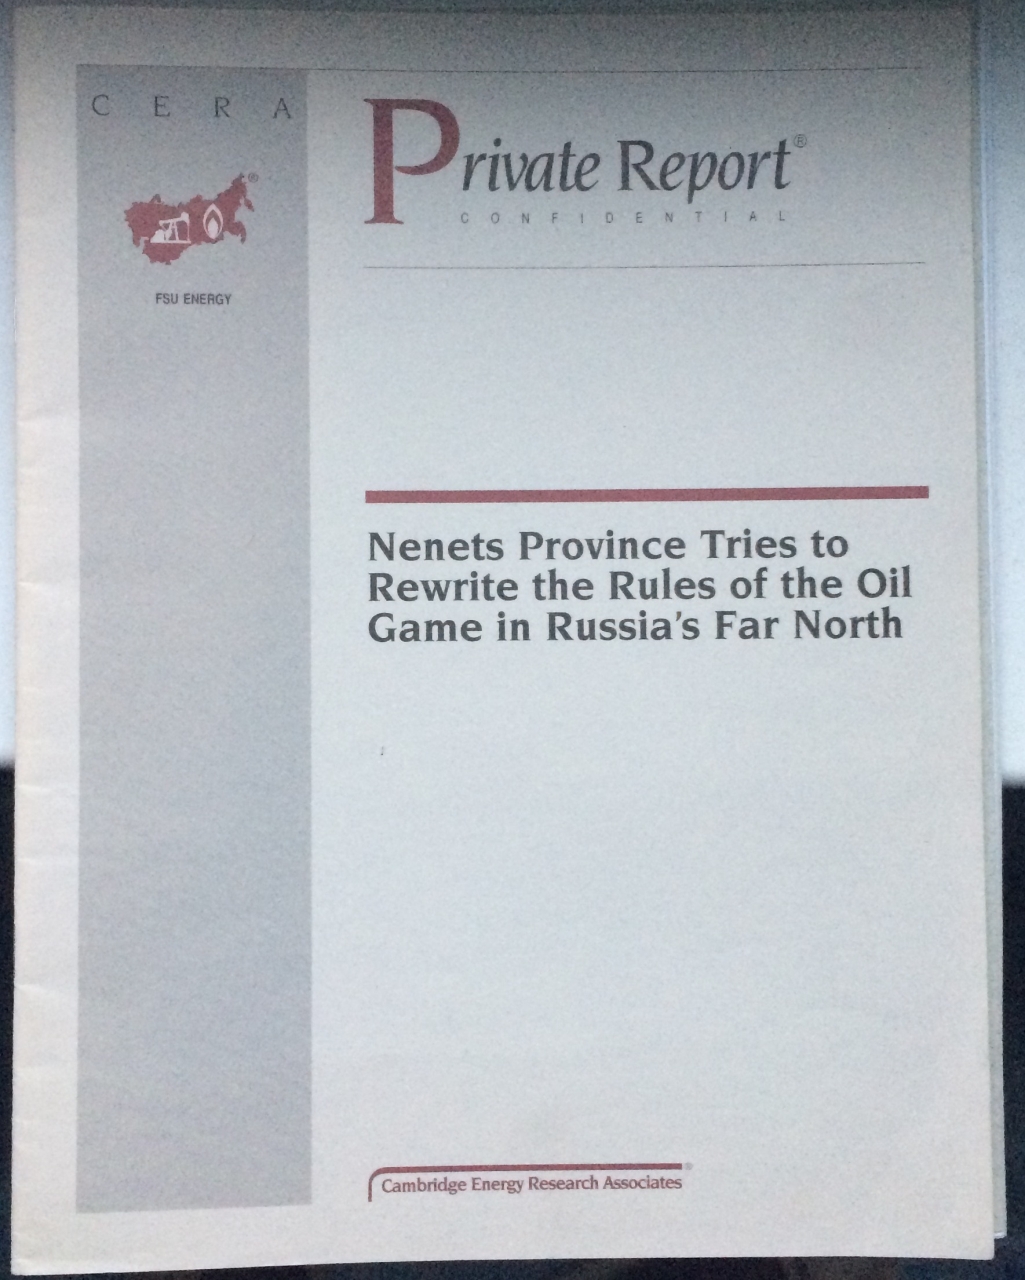 C E R A
®
FSU ENERGY
Private Report®
CONFIDENTIAL
Nenets Province Tries to
Rewrite the Rules of the Oil
Game in Russia's Far North
Cambridge Energy Research Associates®